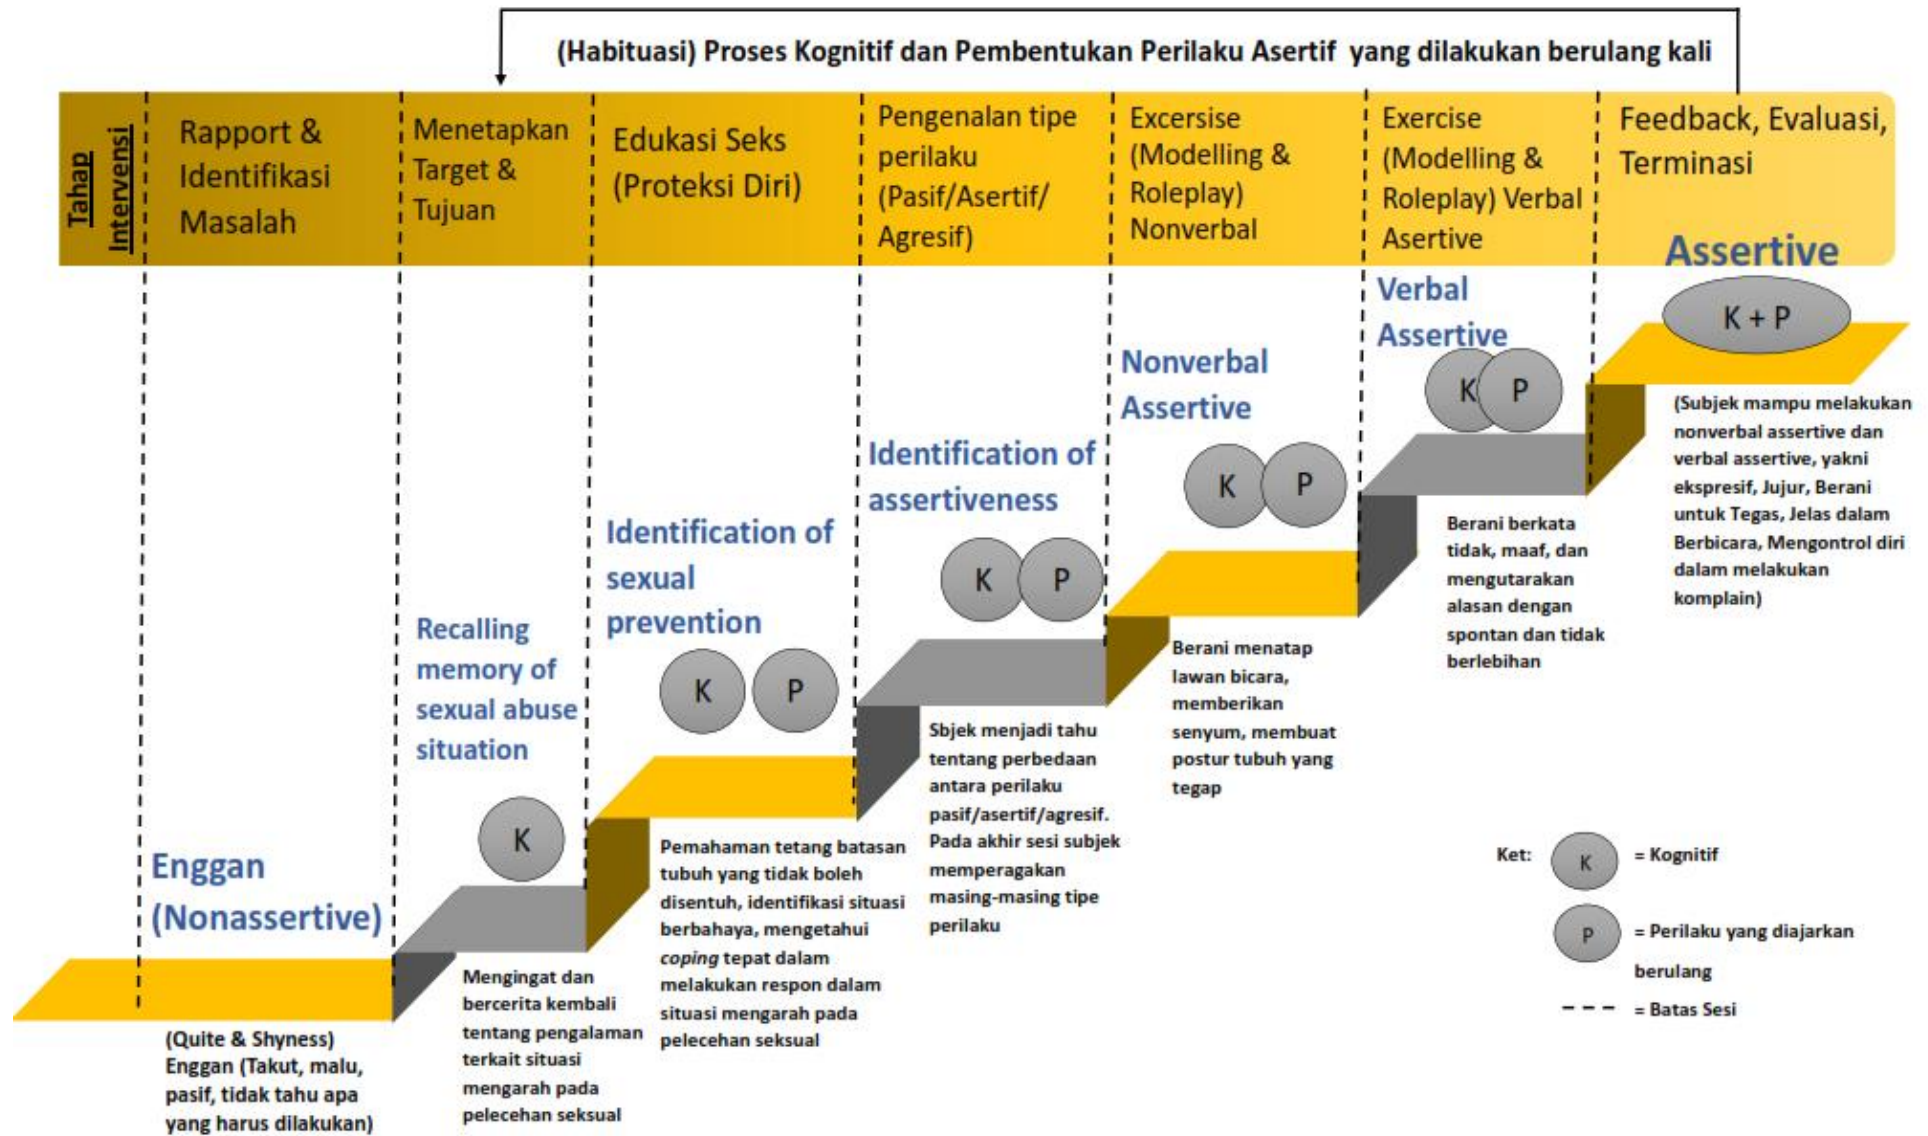 (Habituasi) Proses Kognitif dan Pembentukan Perilaku Asertif yang dilakukan berulang kali
Tahap
Intervensi
Rapport &
Identifikasi
Masalah
Menetapkan
Target &
Tujuan
Edukasi Seks
(Proteksi Diri)
Pengenalan tipe
perilaku
(Pasif/Asertif/
Agresif)
Excersise
(Modelling &
Roleplay)
Nonverbal
Exercise
(Modelling &
Roleplay) Verbal
Asertive
Feedback, Evaluasi,
Terminasi
Enggan
(Nonassertive)
(Quite & Shyness)
Enggan (Takut, malu,
pasif, tidak tahu apa
yang harus dilakukan)
Recalling
memory of
sexual abuse
situation
K
Mengingat dan
bercerita kembali
tentang pengalaman
terkait situasi
mengarah pada
pelecehan seksual
Identification of
sexual
prevention
K P
Pemahaman tetang batasan
tubuh yang tidak boleh
disentuh, identifikasi situasi
berbahaya, mengetahui
coping tepat dalam
melakukan respon dalam
situasi mengarah pada
pelecehan seksual
Identification of
assertiveness
K P
Sbjek menjadi tahu
tentang perbedaan
antara perilaku
pasif/asertif/agresif.
Pada akhir sesi subjek
memperagakan
masing-masing tipe
perilaku
Nonverbal
Assertive
K P
Berani menatap
lawan bicara,
memberikan
senyum, membuat
postur tubuh yang
tegap
Verbal
Assertive
K P
Berani berkata
tidak, maaf, dan
mengutarakan
alasan dengan
spontan dan tidak
berlebihan
Assertive
K + P
(Subjek mampu melakukan
nonverbal assertive dan
verbal assertive, yakni
ekspresif, Jujur, Berani
untuk Tegas, Jelas dalam
Berbicara, Mengontrol diri
dalam melakukan
komplain)
Ket: K = Kognitif
P = Perilaku yang diajarkan
berulang
= Batas Sesi